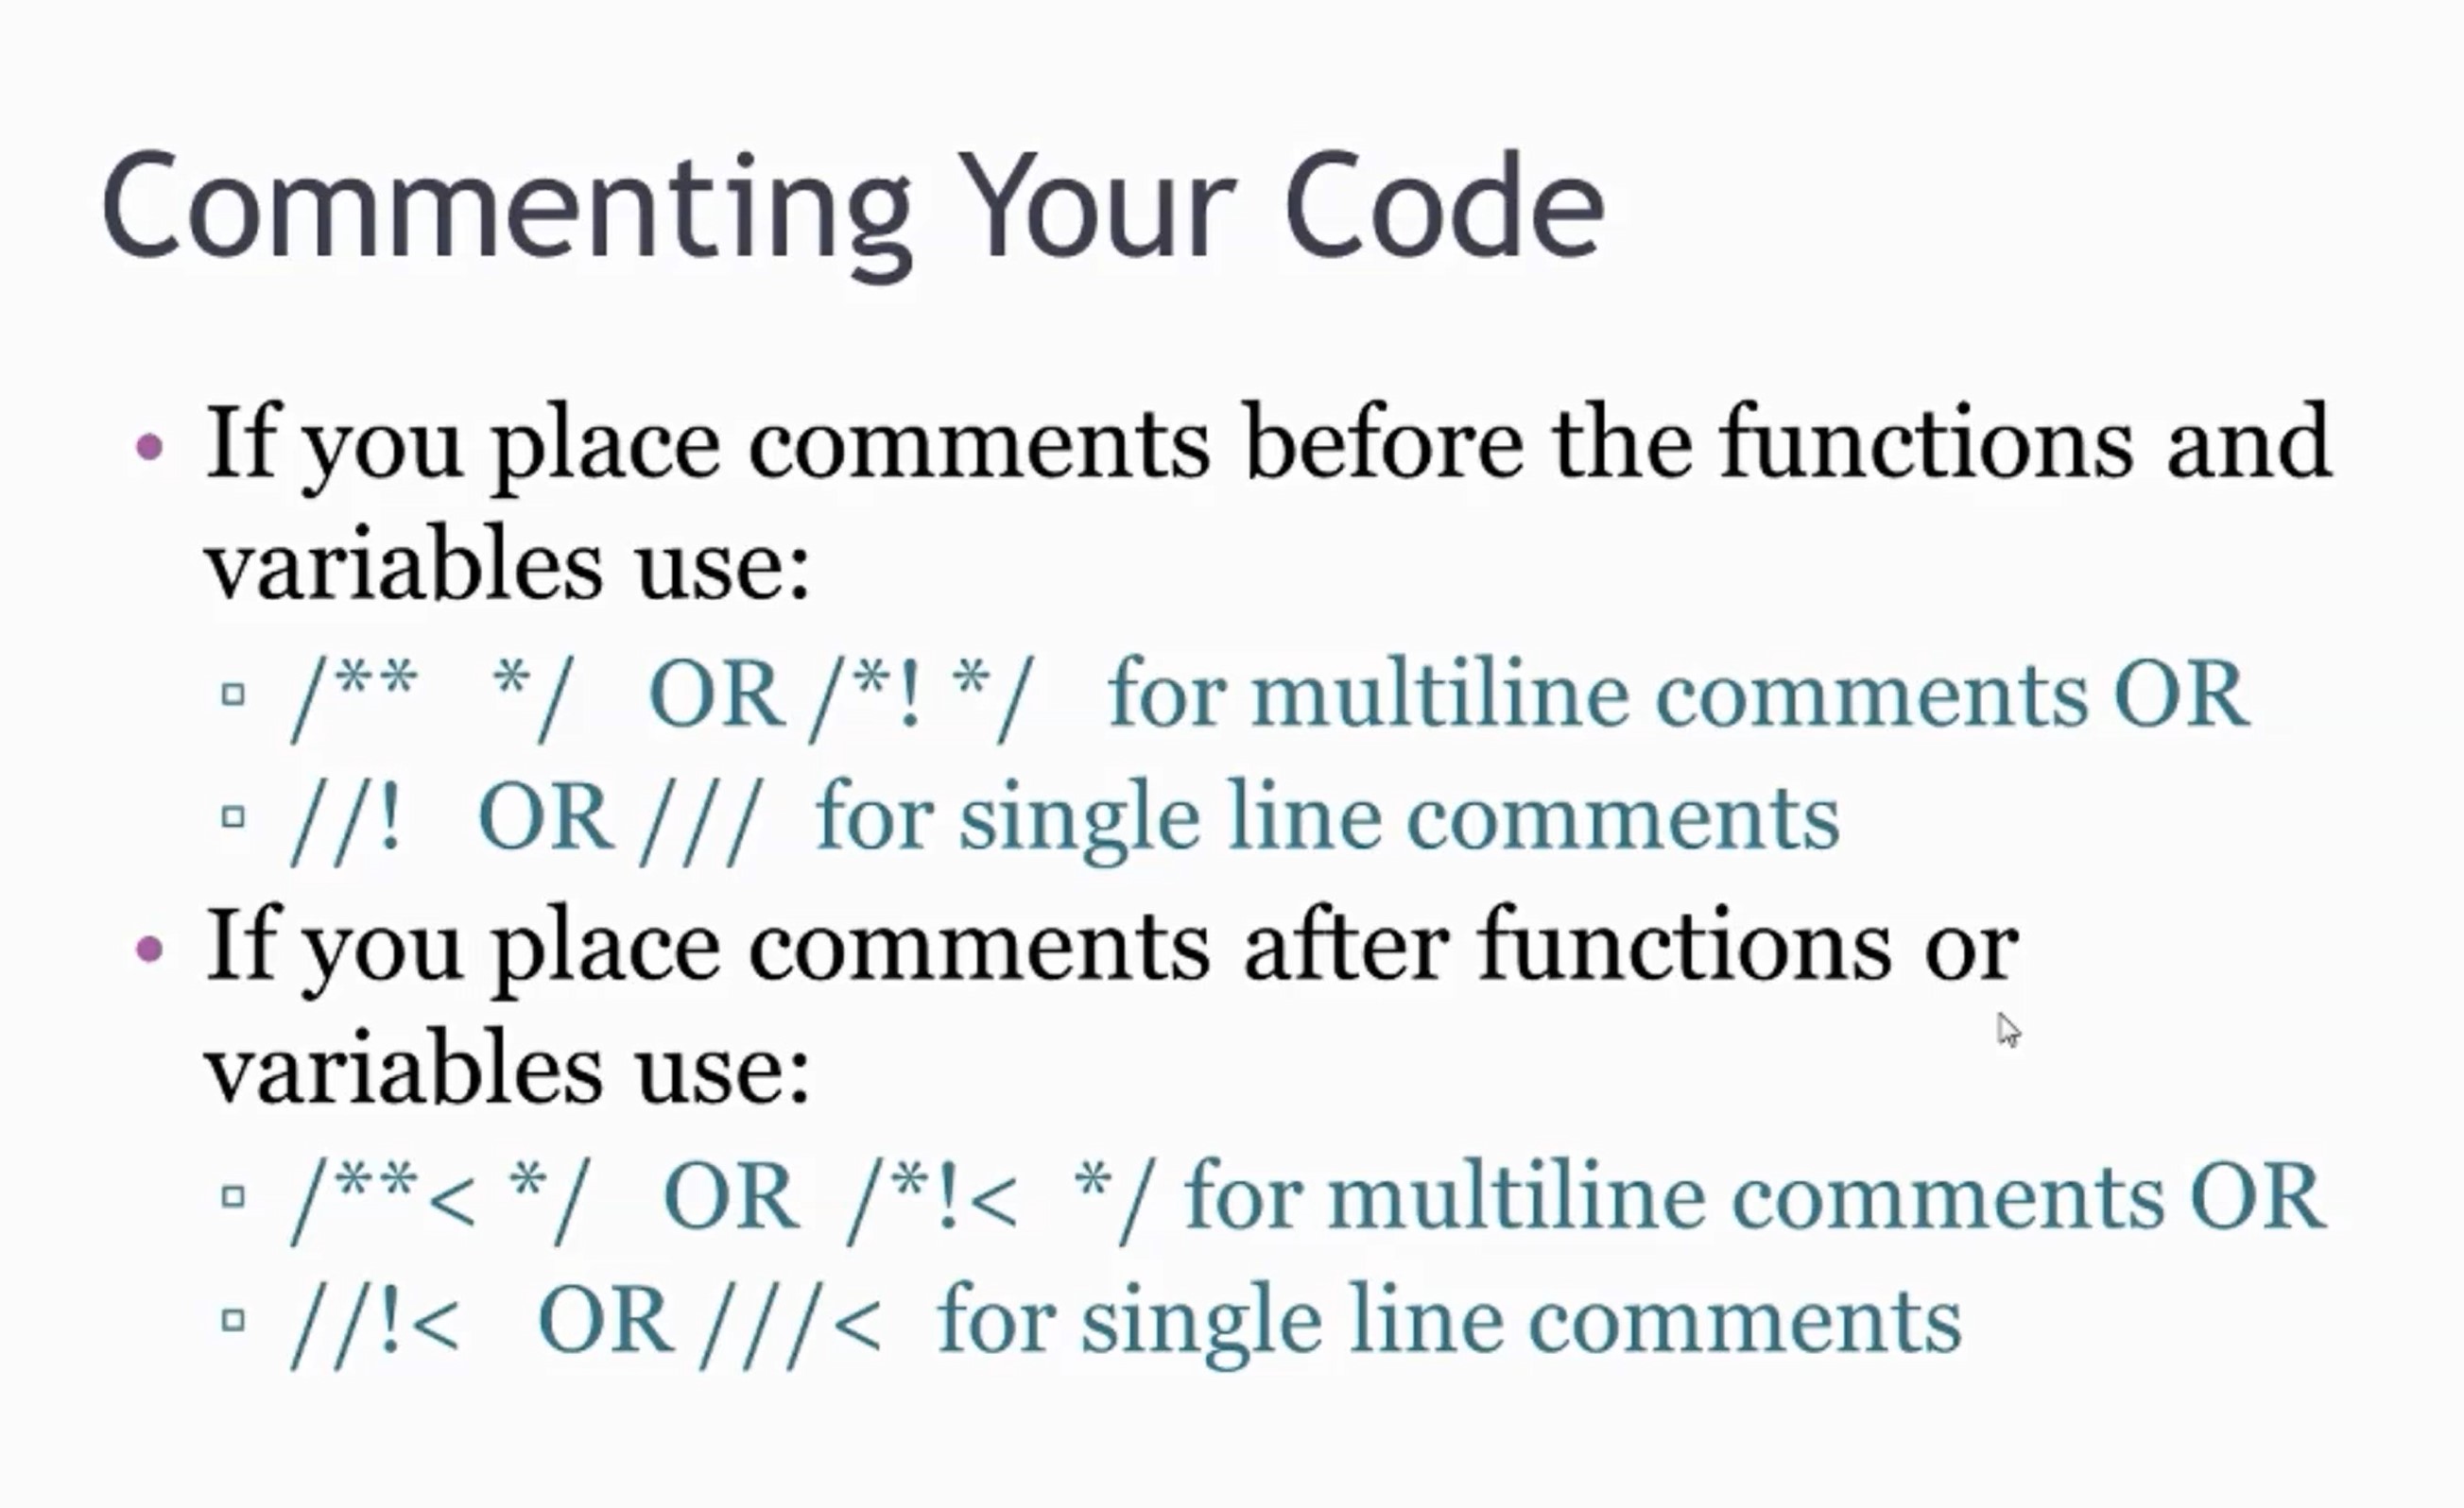 Commenting Your Code
• If you place comments before the functions and
variables use:
▫ /** */ OR /*! */ for multiline comments OR
▫ //! OR /// for single line comments
• If you place comments after functions or
variables use:
▫ /**< */ OR /*!< */ for multiline comments OR
▫ //!< OR ///< for single line comments